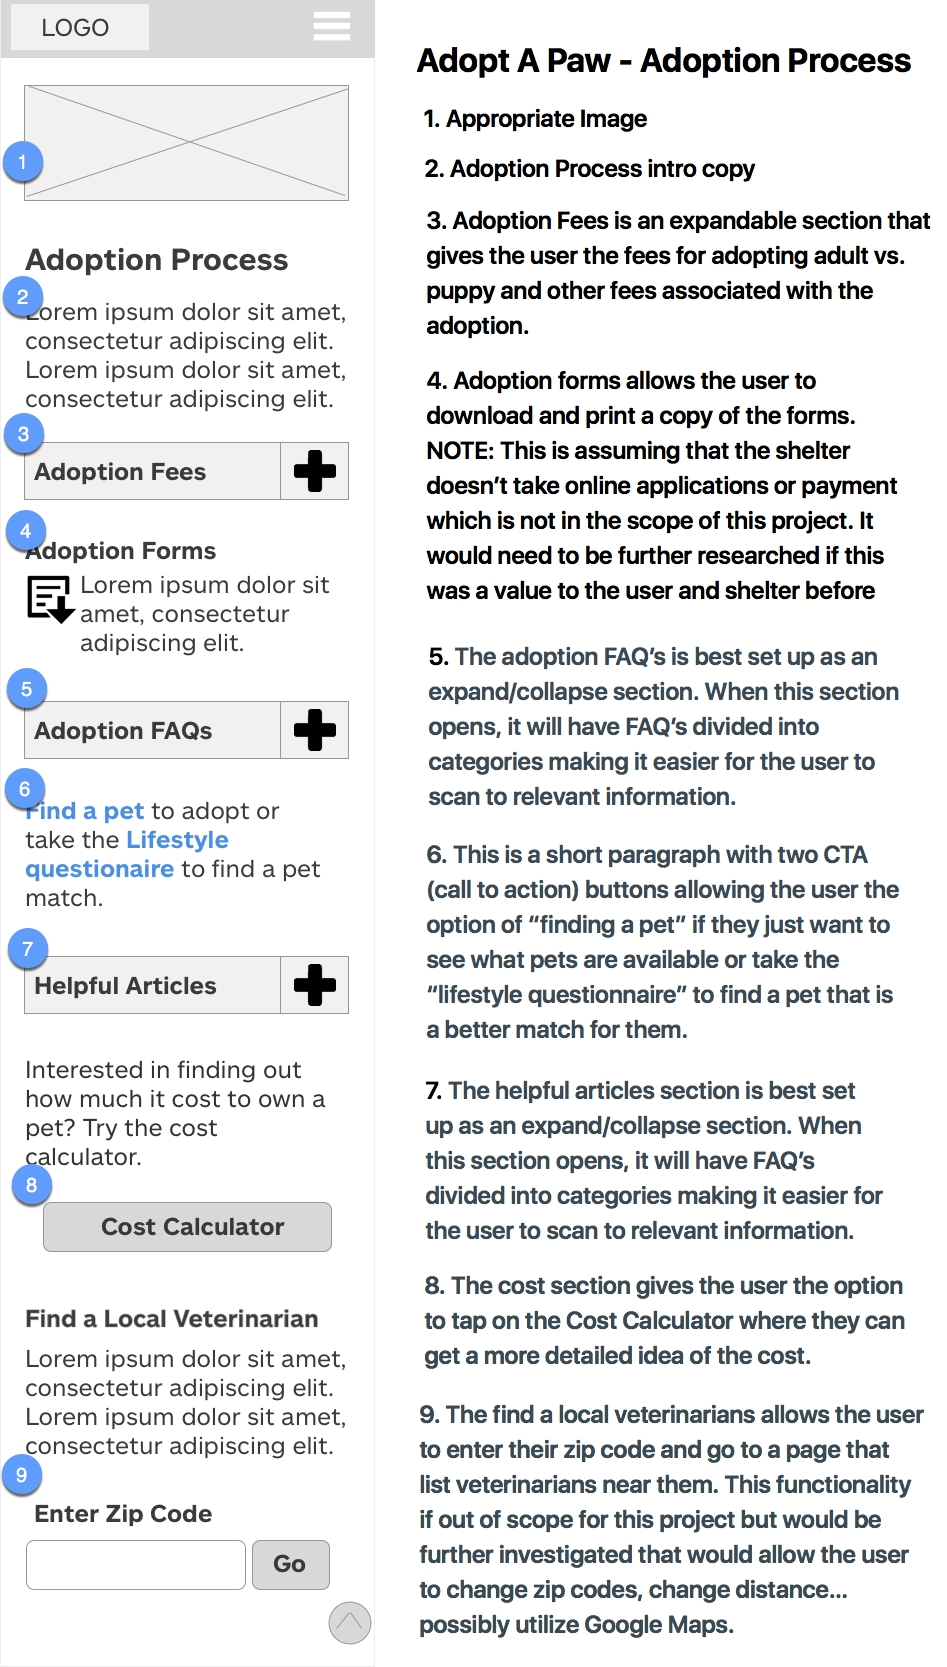 LOGO
1
Adoption Process
2
Lorem ipsum dolor sit amet,
consectetur adipiscing elit.
Lorem ipsum dolor sit amet,
consectetur adipiscing elit.
3
Adoption Fees
4
Adoption Forms
Lorem ipsum dolor sit
amet, consectetur
adipiscing elit.
5
Adoption FAQs
6
Find a pet to adopt or
take the Lifestyle
questionaire to find a pet
match.
7
Helpful Articles
Interested in finding out
how much it cost to own a
pet? Try the cost
calculator.
8
Cost Calculator
Find a Local Veterinarian
Lorem ipsum dolor sit amet,
consectetur adipiscing elit.
Lorem ipsum dolor sit amet,
consectetur adipiscing elit.
9
Enter Zip Code
Go
Adopt A Paw - Adoption Process
1. Appropriate Image
2. Adoption Process intro copy
3. Adoption Fees is an expandable section that
gives the user the fees for adopting adult vs.
puppy and other fees associated with the
adoption.
4. Adoption forms allows the user to
download and print a copy of the forms.
NOTE: This is assuming that the shelter
doesn’t take online applications or payment
which is not in the scope of this project. It
would need to be further researched if this
was a value to the user and shelter before
5. The adoption FAQ’s is best set up as an
expand/collapse section. When this section
opens, it will have FAQ’s divided into
categories making it easier for the user to
scan to relevant information.
6. This is a short paragraph with two CTA
(call to action) buttons allowing the user the
option of “finding a pet” if they just want to
see what pets are available or take the
“lifestyle questionnaire” to find a pet that is
a better match for them.
7. The helpful articles section is best set
up as an expand/collapse section. When
this section opens, it will have FAQ’s
divided into categories making it easier for
the user to scan to relevant information.
8. The cost section gives the user the option
to tap on the Cost Calculator where they can
get a more detailed idea of the cost.
9. The find a local veterinarians allows the user
to enter their zip code and go to a page that
list veterinarians near them. This functionality
if out of scope for this project but would be
further investigated that would allow the user
to change zip codes, change distance...
possibly utilize Google Maps.